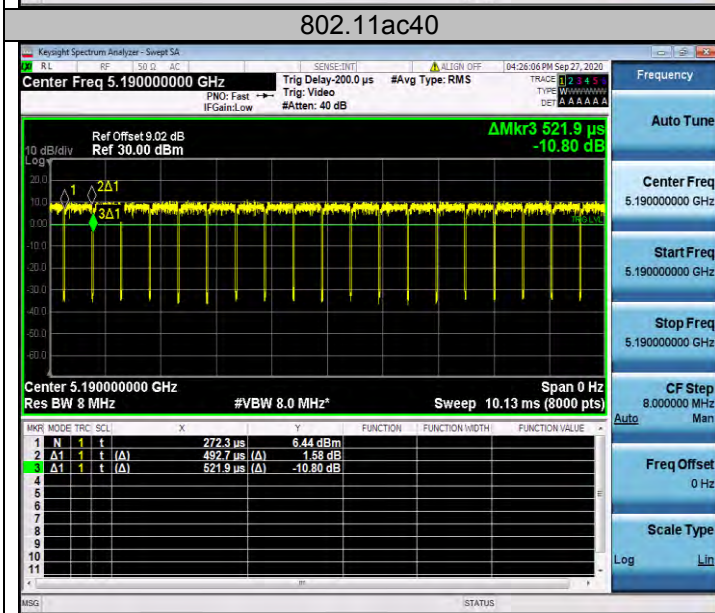 802.11ac40
Keysight Spectrum Analyzer - Swept SA
RL RF 50 Ω AC SENSE:INT ALIGN OFF 04:26:06 PM Sep 27, 2020
Center Freq 5.190000000 GHz
PNO: Fast
IFGain:Low
Trig Delay-200.0 µs
Trig: Video
#Atten: 40 dB
#Avg Type: RMS
TRACE 1 2 3 4 5 6
TYPE WWWWWW
DET A A A A A A
Frequency
Ref Offset 9.02 dB
10 dB/div Ref 30.00 dBm
Log
ΔMkr3 521.9 µs
-10.80 dB
20.0
10.0
0.00
-10.0
-20.0
-30.0
-40.0
-50.0
-60.0
1
2Δ1
3Δ1
TRIG LVL
Center 5.190000000 GHz Span 0 Hz
Res BW 8 MHz #VBW 8.0 MHz* Sweep 10.13 ms (8000 pts)
MKR MODE TRC SCL X Y FUNCTION FUNCTION WIDTH FUNCTION VALUE
1 N 1 t 272.3 µs 6.44 dBm
2 Δ1 1 t (Δ) 492.7 µs (Δ) 1.58 dB
3 Δ1 1 t (Δ) 521.9 µs (Δ) -10.80 dB
4
5
6
7
8
9
10
11
MSG STATUS
Auto Tune
Center Freq
5.190000000 GHz
Start Freq
5.190000000 GHz
Stop Freq
5.190000000 GHz
CF Step
8.000000 MHz
Auto Man
Freq Offset
0 Hz
Scale Type
Log Lin